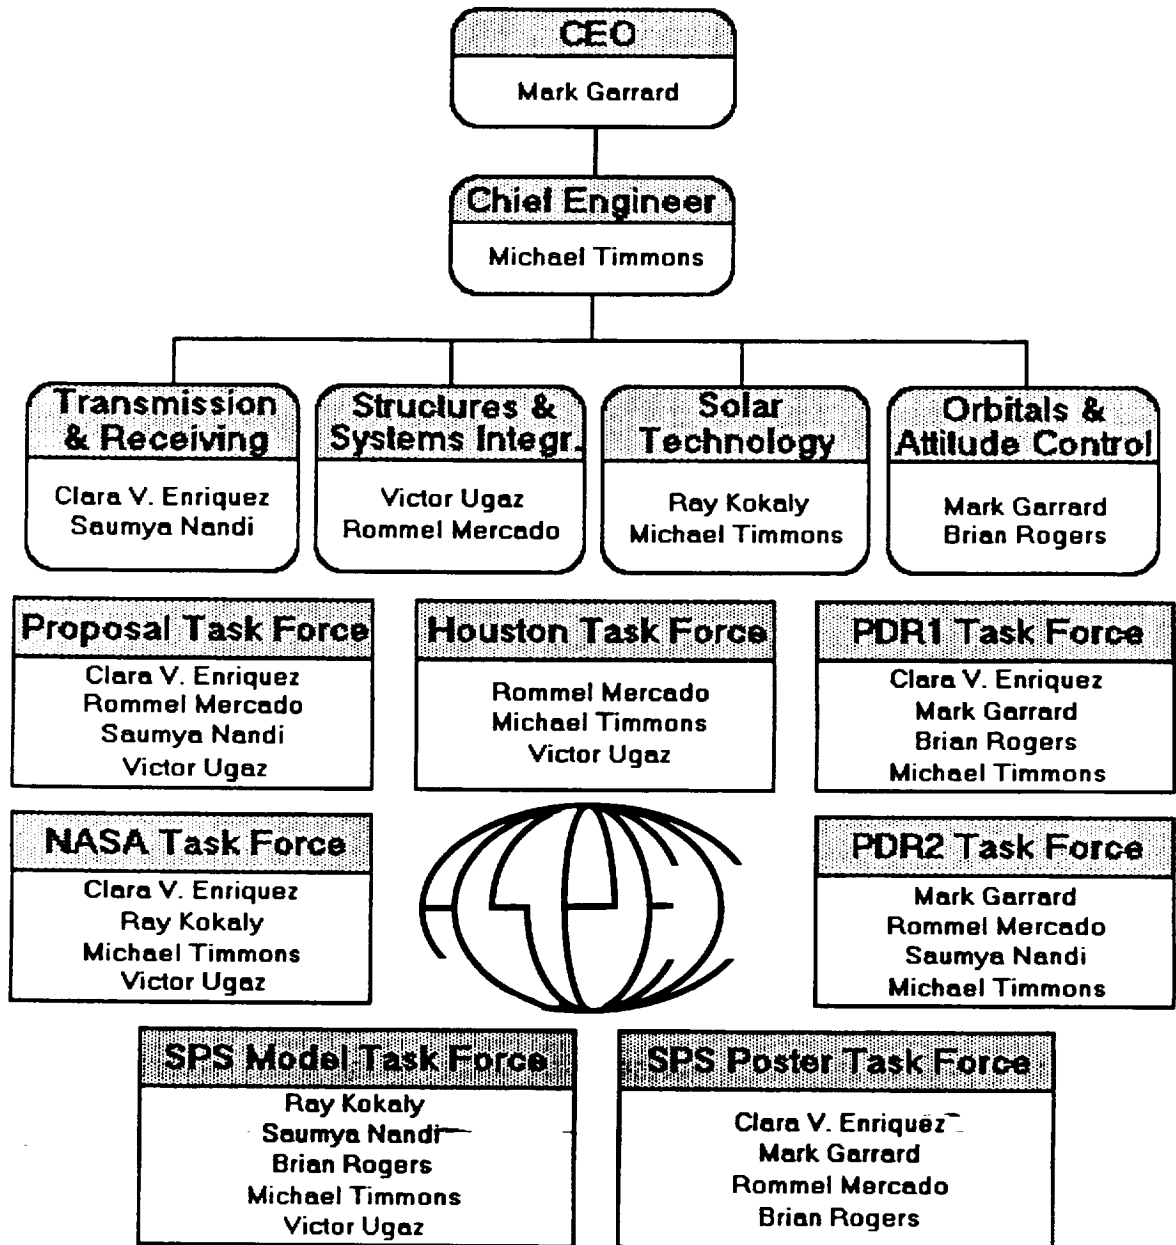 CEO
Mark Garrard
Chief Engineer
Michael Timmons
Transmission
& Receiving
Clara V. Enriquez
Saumya Nandi
Structures &
Systems Integr.
Victor Ugaz
Rommel Mercado
Solar
Technology
Ray Kokaly
Michael Timmons
Orbitals &
Attitude Control
Mark Garrard
Brian Rogers
Proposal Task Force
Clara V. Enriquez
Rommel Mercado
Saumya Nandi
Victor Ugaz
Houston Task Force
Rommel Mercado
Michael Timmons
Victor Ugaz
PDR1 Task Force
Clara V. Enriquez
Mark Garrard
Brian Rogers
Michael Timmons
NASA Task Force
Clara V. Enriquez
Ray Kokaly
Michael Timmons
Victor Ugaz
PDR2 Task Force
Mark Garrard
Rommel Mercado
Saumya Nandi
Michael Timmons
SPS Model Task Force
Ray Kokaly
Saumya Nandi
Brian Rogers
Michael Timmons
Victor Ugaz
SPS Poster Task Force
Clara V. Enriquez
Mark Garrard
Rommel Mercado
Brian Rogers